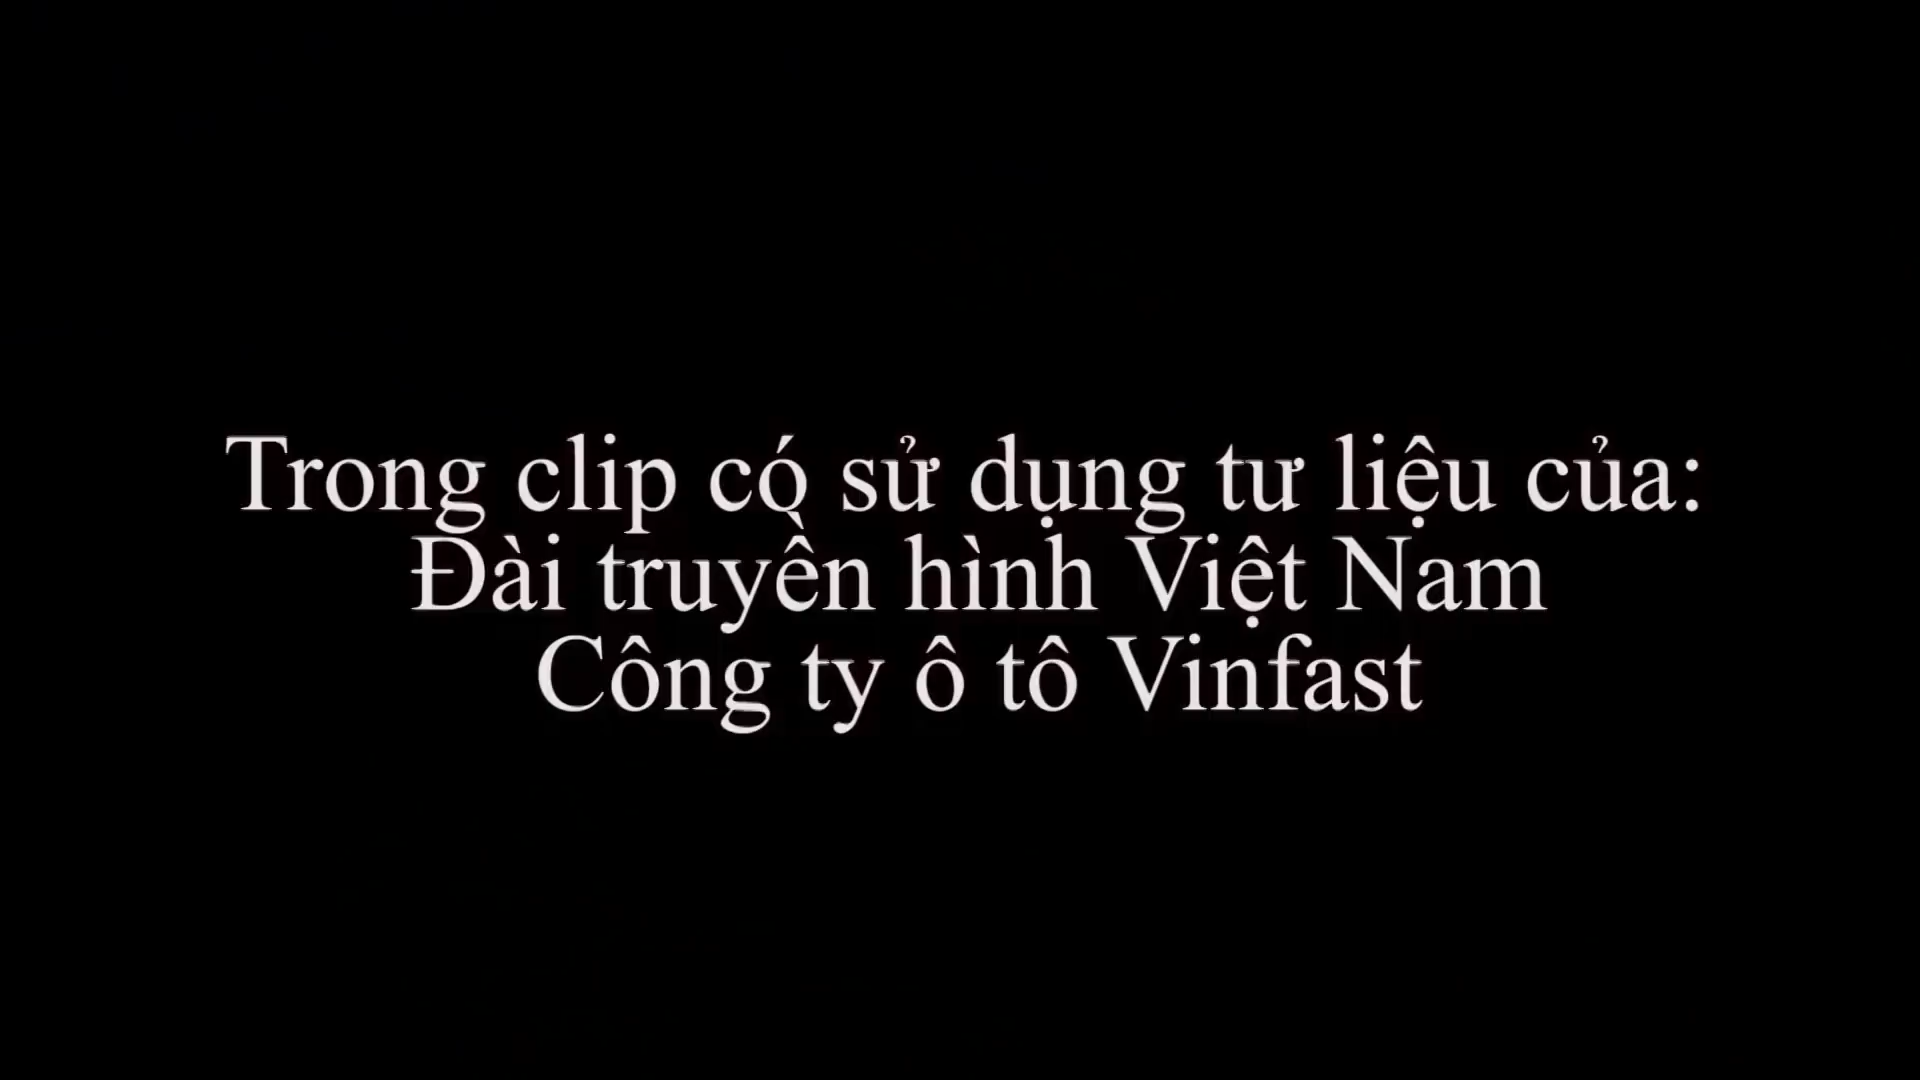 Trong clip có sử dụng tư liệu của:
Đài truyền hình Việt Nam
Công ty ô tô Vinfast